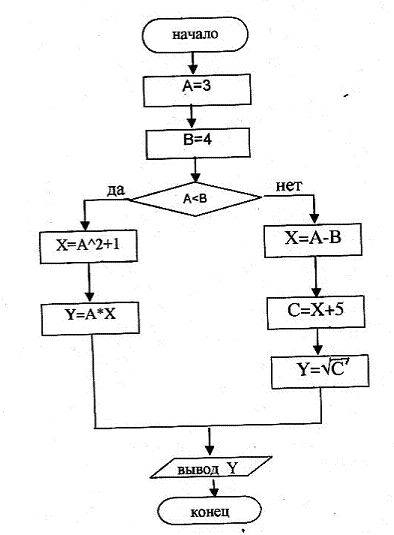 начало
A=3
B=4
да
A<B
нет
X=A^2+1
X=A-B
Y=A*X
C=X+5
Y=√C
вывод Y
конец